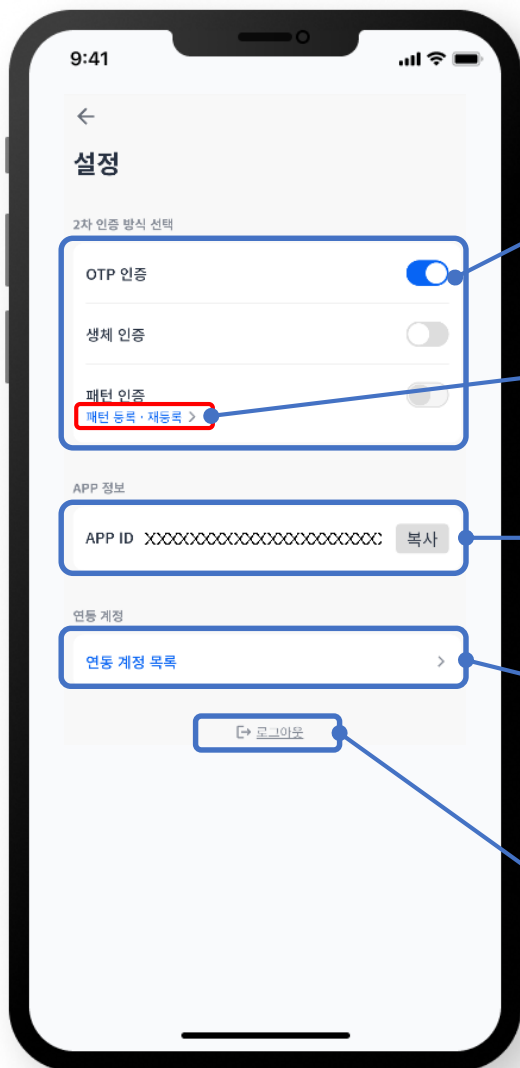 9:41
설정
2차 인증 방식 선택
OTP 인증
생체 인증
패턴 인증
패턴 등록 · 재등록 >
APP 정보
APP ID XXXXXXXXXXXXXXXXXXXXXXXX 복사
연동 계정
연동 계정 목록 >
로그아웃